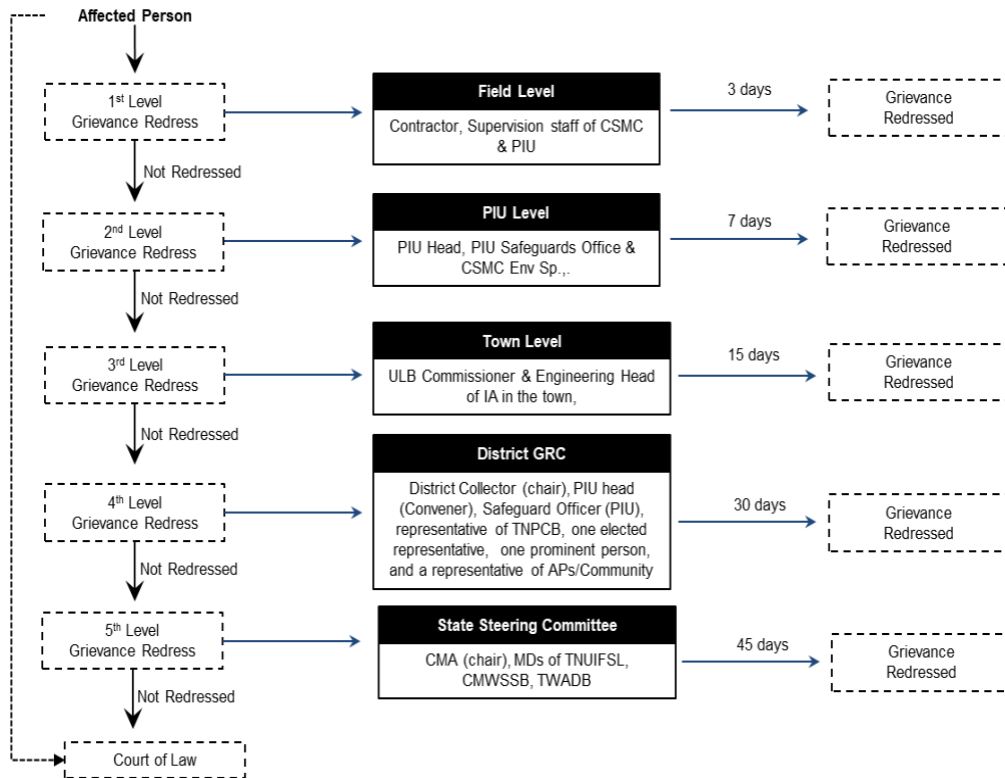 Affected Person
1st Level
Grievance Redress
Field Level
Contractor, Supervision staff of CSMC
& PIU
3 days
Grievance
Redressed
Not Redressed
2nd Level
Grievance Redress
PIU Level
PIU Head, PIU Safeguards Office &
CSMC Env Sp.,.
7 days
Grievance
Redressed
Not Redressed
3rd Level
Grievance Redress
Town Level
ULB Commissioner & Engineering Head
of IA in the town,
15 days
Grievance
Redressed
Not Redressed
4th Level
Grievance Redress
District GRC
District Collector (chair), PIU head
(Convener), Safeguard Officer (PIU),
representative of TNPCB, one elected
representative, one prominent person,
and a representative of APs/Community
30 days
Grievance
Redressed
Not Redressed
5th Level
Grievance Redress
State Steering Committee
CMA (chair), MDs of TNUIFSL,
CMWSSB, TWADB
45 days
Grievance
Redressed
Not Redressed
Court of Law